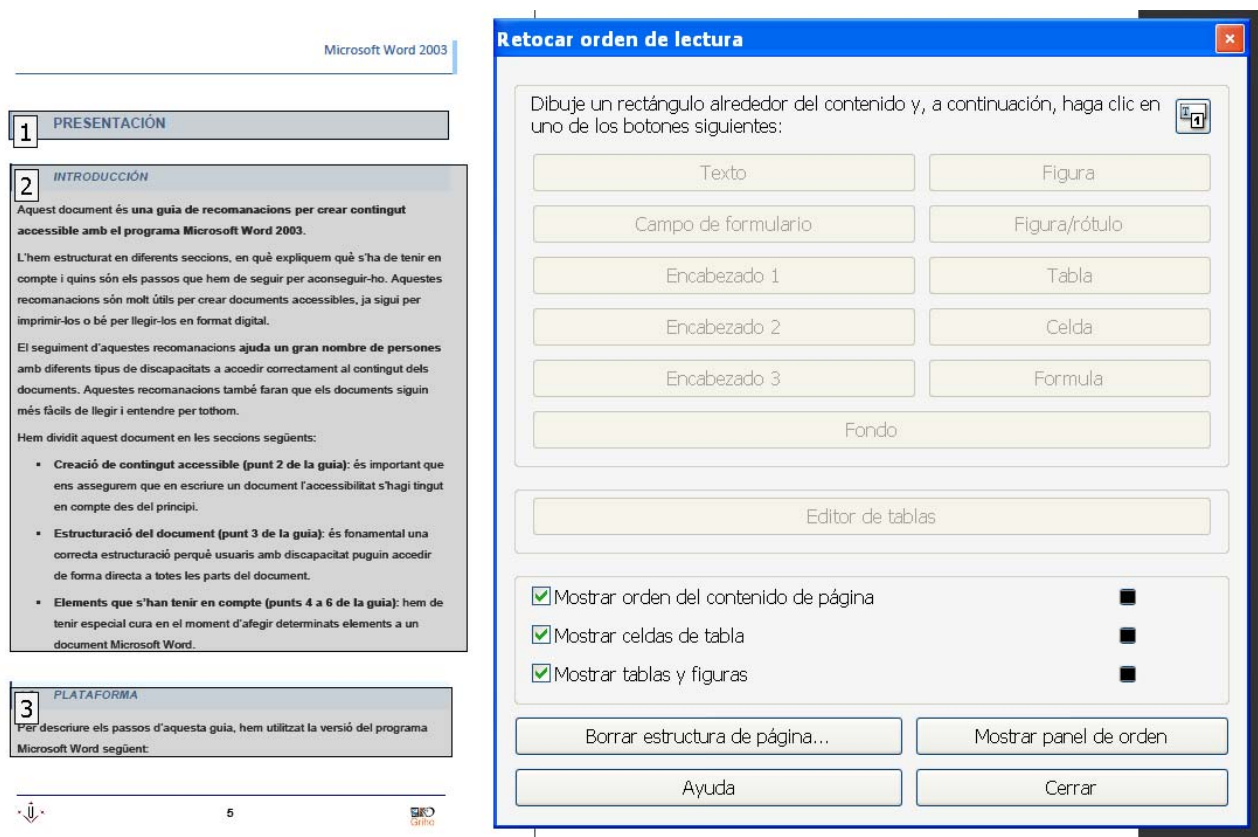 Microsoft Word 2003
1
PRESENTACIÓN
2
INTRODUCCIÓN
Aquest document és una guia de recomanacions per crear contingut
accessible amb el programa Microsoft Word 2003.
L'hem estructurat en diferents seccions, en què expliquem què s'ha de tenir en
compte i quins són els passos que hem de seguir per aconseguir-ho. Aquestes
recomanacions són molt útils per crear documents accessibles, ja sigui per
imprimir-los o bé per llegir-los en format digital.
El seguiment d'aquestes recomanacions ajuda un gran nombre de persones
amb diferents tipus de discapacitats a accedir correctament al contingut dels
documents. Aquestes recomanacions també faran que els documents siguin
més fàcils de llegir i entendre per tothom.
Hem dividit aquest document en les seccions següents:
▪ Creació de contingut accessible (punt 2 de la guia): és important que
ens assegurem que en escriure un document l'accessibilitat s'hagi tingut
en compte des del principi.
▪ Estructuració del document (punt 3 de la guia): és fonamental una
correcta estructuració perquè usuaris amb discapacitat puguin accedir
de forma directa a totes les parts del document.
▪ Elements que s'han tenir en compte (punts 4 a 6 de la guia): hem de
tenir especial cura en el moment d'afegir determinats elements a un
document Microsoft Word.
3
PLATAFORMA
Per descriure els passos d'aquesta guia, hem utilitzat la versió del programa
Microsoft Word següent:
5
Griho
Retocar orden de lectura
Dibuje un rectángulo alrededor del contenido y, a continuación, haga clic en
uno de los botones siguientes:
Texto
Figura
Campo de formulario
Figura/rótulo
Encabezado 1
Tabla
Encabezado 2
Celda
Encabezado 3
Formula
Fondo
Editor de tablas
Mostrar orden del contenido de página
Mostrar celdas de tabla
Mostrar tablas y figuras
Borrar estructura de página...
Mostrar panel de orden
Ayuda
Cerrar